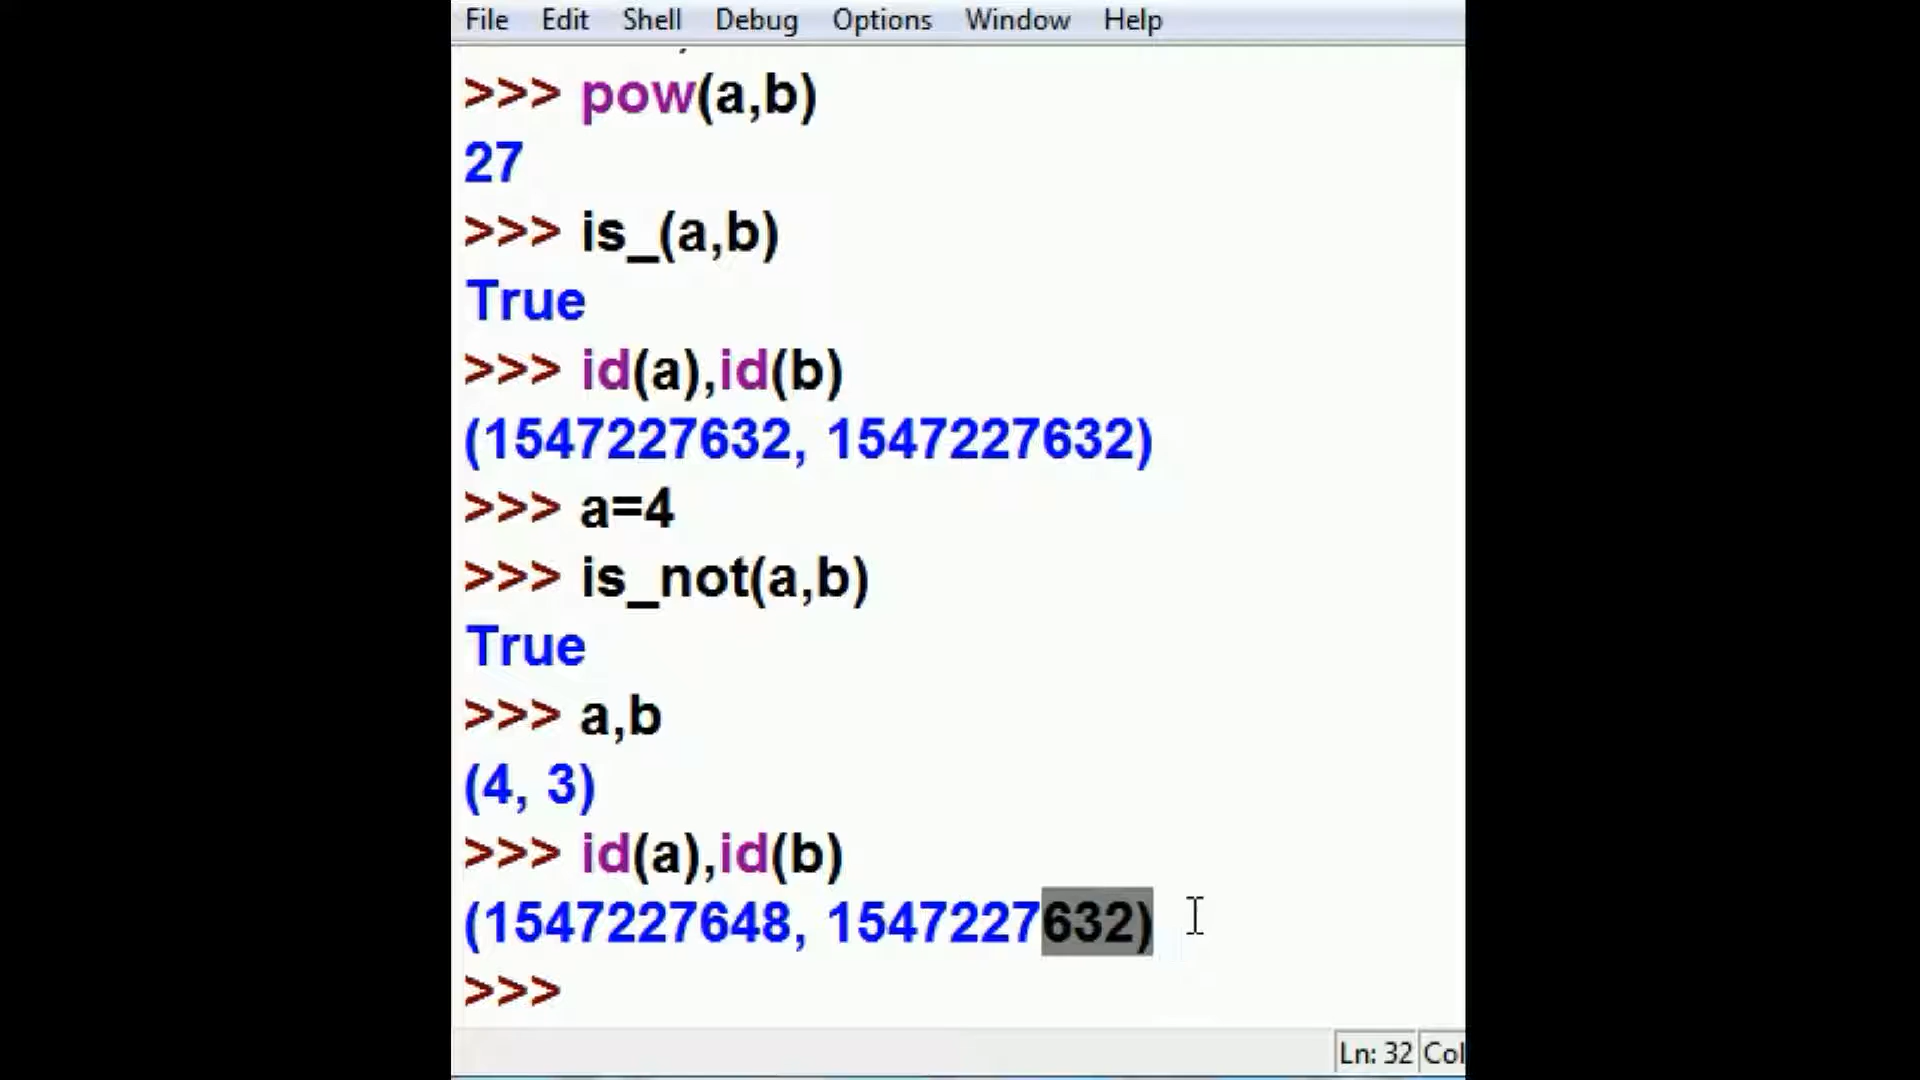 File Edit Shell Debug Options Window Help
>>> pow(a,b)
27
>>> is_(a,b)
True
>>> id(a),id(b)
(1547227632, 1547227632)
>>> a=4
>>> is_not(a,b)
True
>>> a,b
(4, 3)
>>> id(a),id(b)
(1547227648, 1547227632)
>>>
Ln: 32 Col